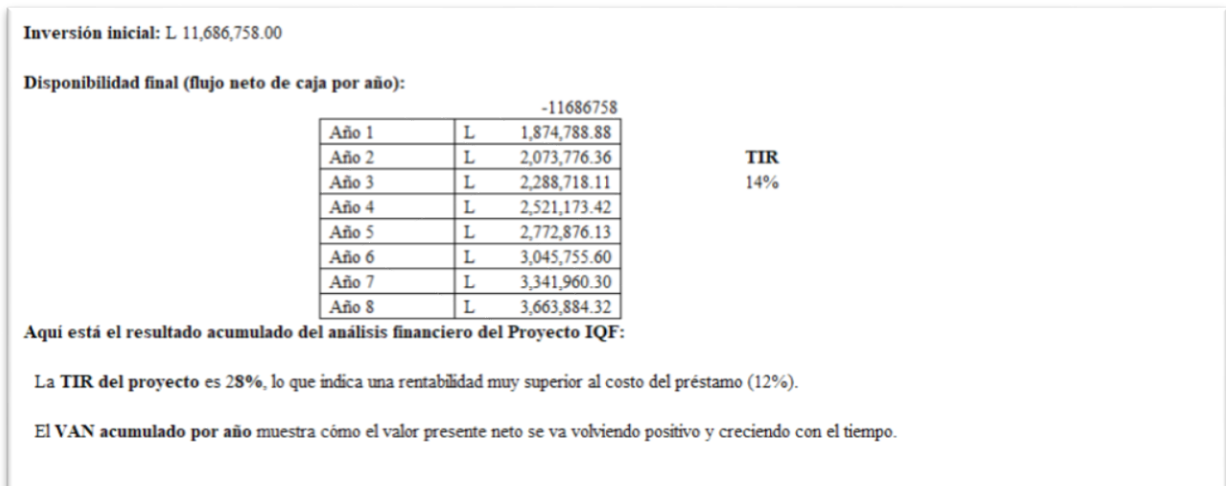 Inversión inicial: L 11,686,758.00
Disponibilidad final (flujo neto de caja por año):
-11686758
Año 1 L 1,874,788.88
Año 2 L 2,073,776.36 TIR
Año 3 L 2,288,718.11 14%
Año 4 L 2,521,173.42
Año 5 L 2,772,876.13
Año 6 L 3,045,755.60
Año 7 L 3,341,960.30
Año 8 L 3,663,884.32
Aquí está el resultado acumulado del análisis financiero del Proyecto IQF:
La TIR del proyecto es 28%, lo que indica una rentabilidad muy superior al costo del préstamo (12%).
El VAN acumulado por año muestra cómo el valor presente neto se va volviendo positivo y creciendo con el tiempo.